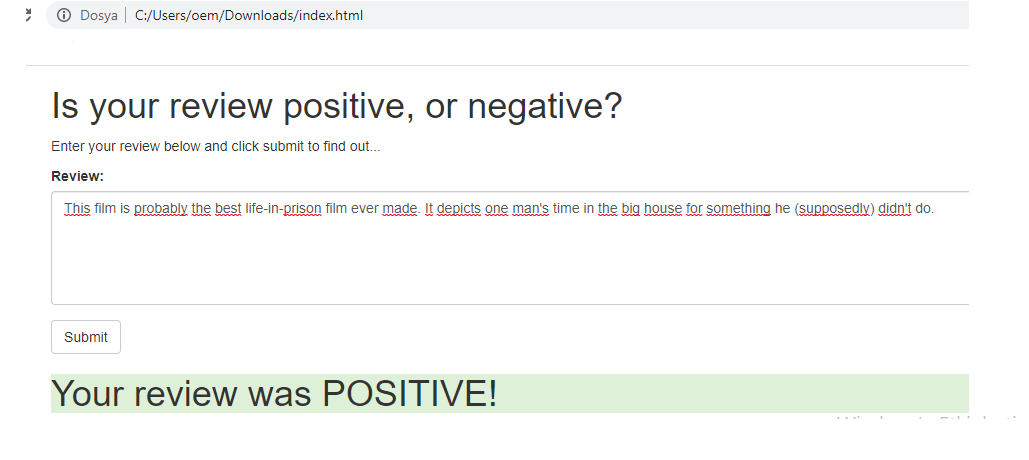 Dosya C:/Users/oem/Downloads/index.html
Is your review positive, or negative?
Enter your review below and click submit to find out...
Review:
This film is probably the best life-in-prison film ever made. It depicts one man's time in the big house for something he (supposedly) didn't do.
Submit
Your review was POSITIVE!